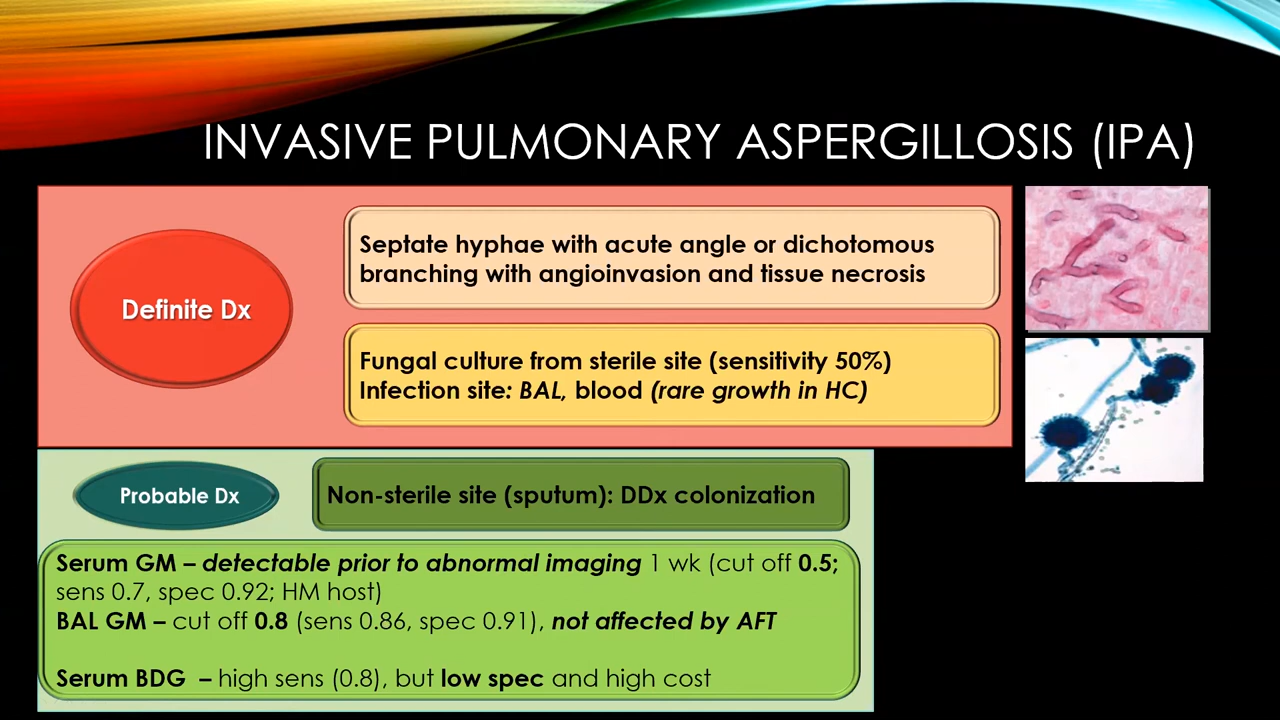 INVASIVE PULMONARY ASPERGILLOSIS (IPA)
Definite Dx
Septate hyphae with acute angle or dichotomous
branching with angioinvasion and tissue necrosis
Fungal culture from sterile site (sensitivity 50%)
Infection site: BAL, blood (rare growth in HC)
Probable Dx
Non-sterile site (sputum): DDx colonization
Serum GM – detectable prior to abnormal imaging 1 wk (cut off 0.5;
sens 0.7, spec 0.92; HM host)
BAL GM – cut off 0.8 (sens 0.86, spec 0.91), not affected by AFT
Serum BDG – high sens (0.8), but low spec and high cost